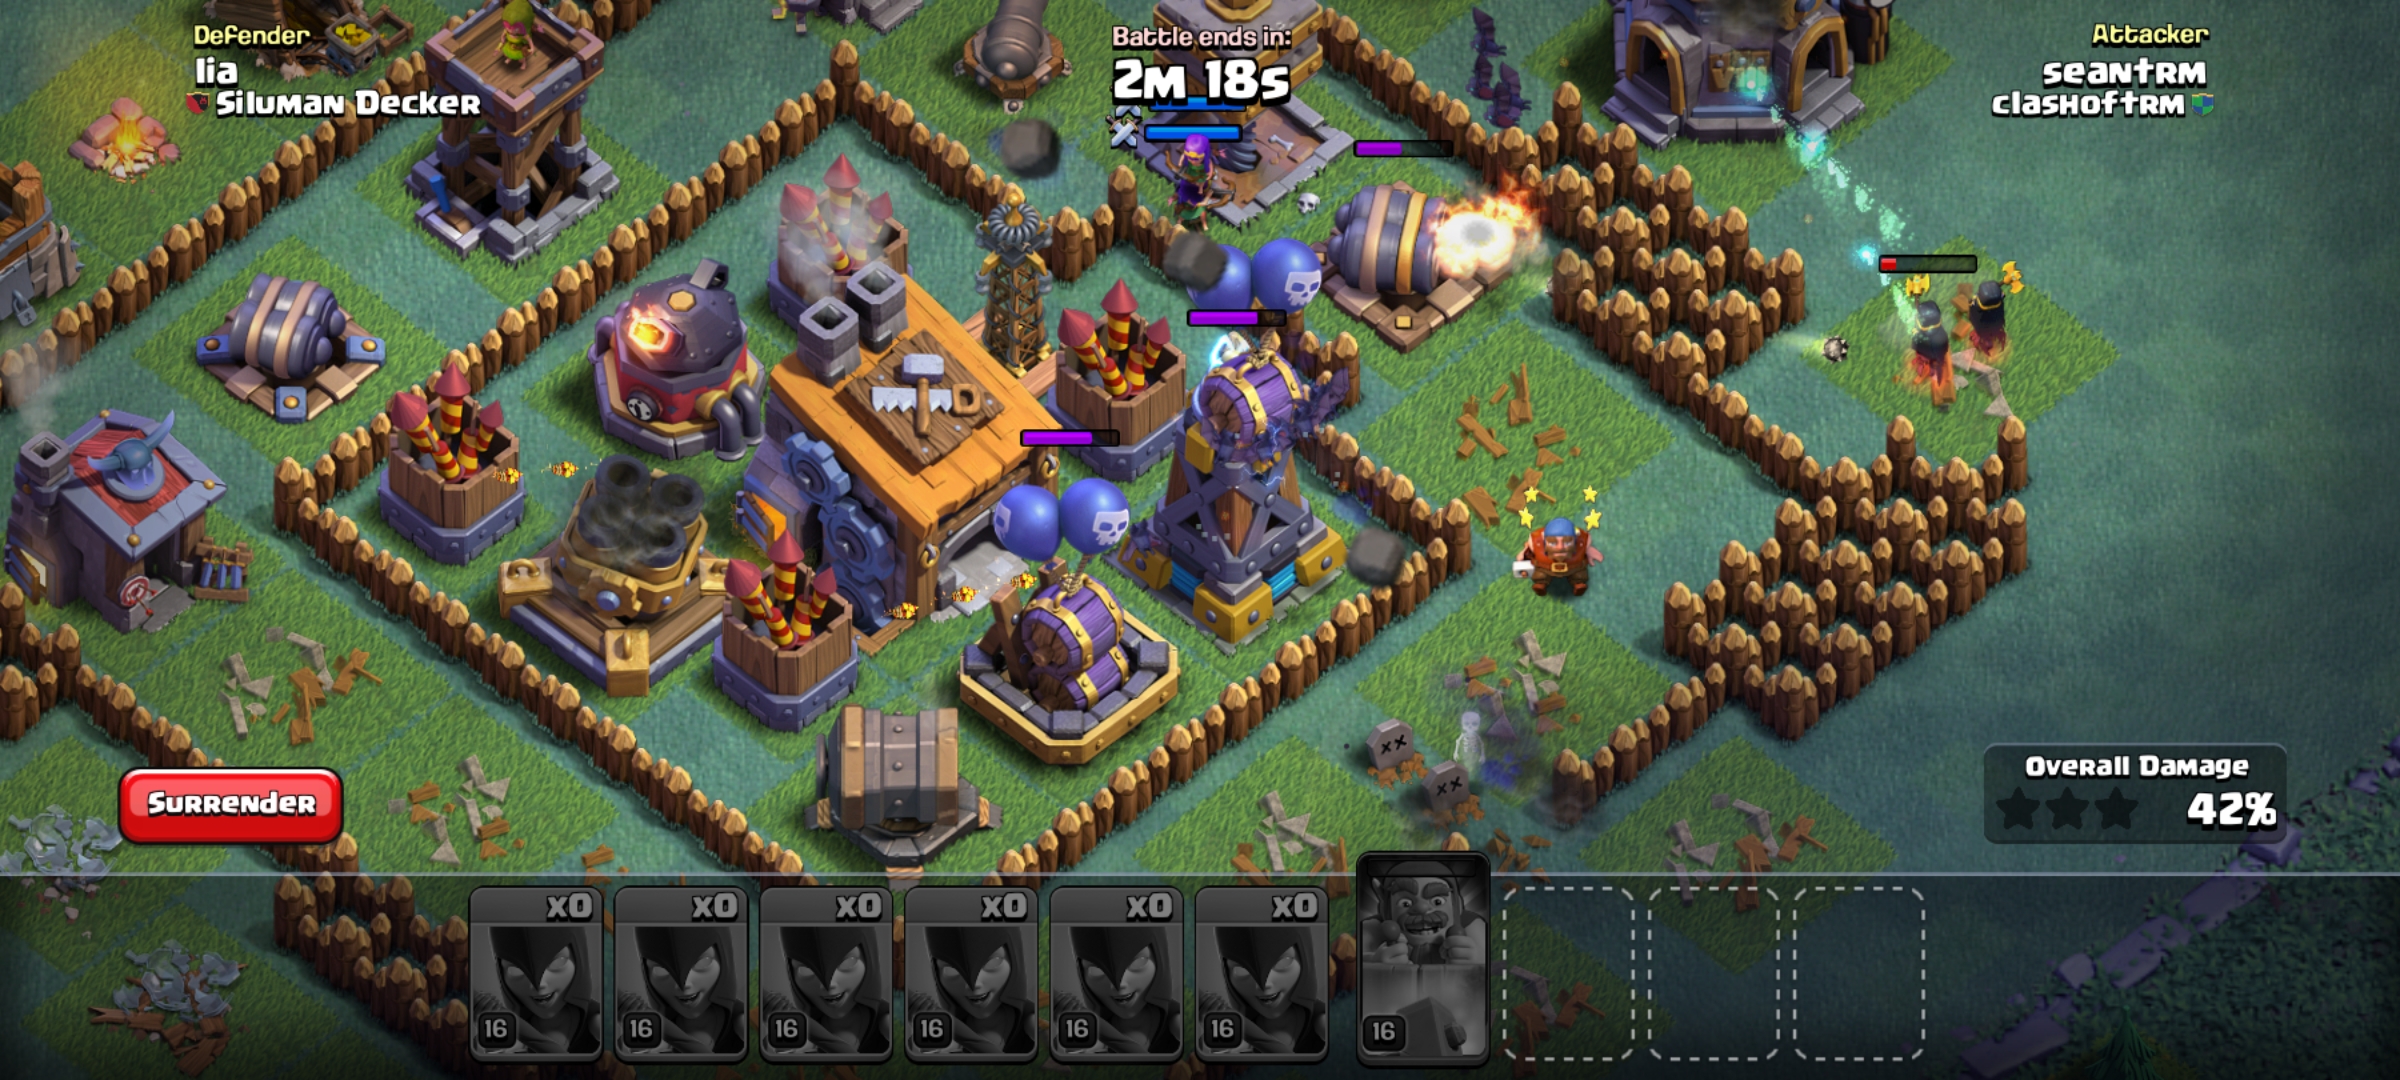 Defender
lia
Siluman Decker
Battle ends in:
2M 18s
Attacker
seantRM
clashoftRM
Surrender
Overall Damage
42%
x0
x0
x0
x0
x0
x0
16
16
16
16
16
16
16